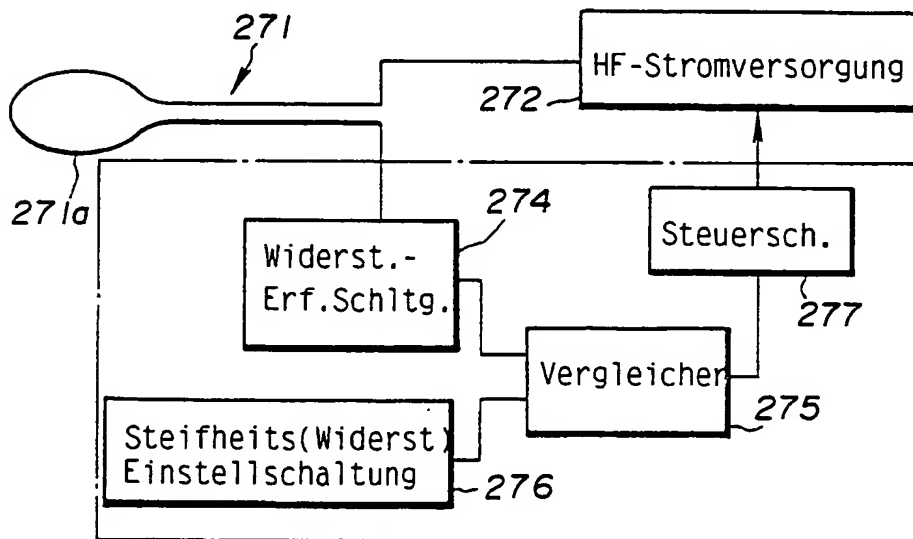 271
HF-Stromversorgung
272
271a
274
Widerst.-
Erf.Schltg.
Steuersch.
277
Vergleicher
275
Steifheits(Widerst)
Einstellschaltung
276